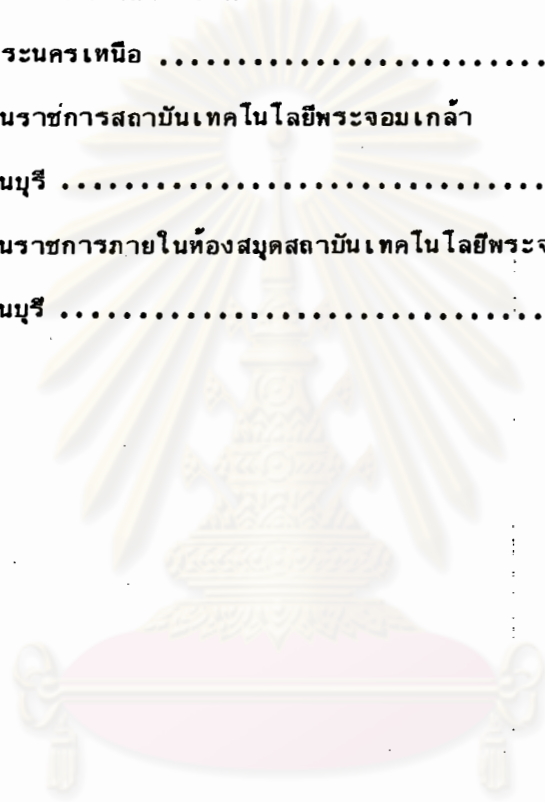 ระนครเหนือ ..........................
นราชการสถาบันเทคโนโลยีพระจอมเกล้า
นบุรี ................................
นราชการภายในห้องสมุดสถาบันเทคโนโลยีพระจ
นบุรี ................................